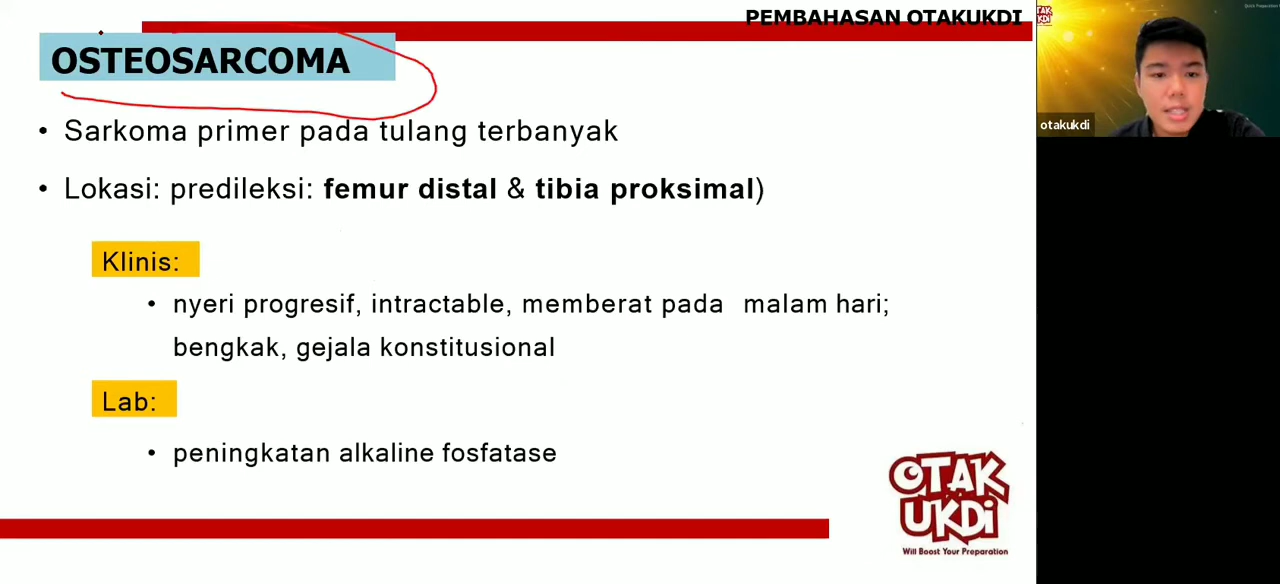 PEMBAHASAN OTAKUKDI
OSTEOSARCOMA
• Sarkoma primer pada tulang terbanyak
• Lokasi: predileksi: femur distal & tibia proksimal)
Klinis:
• nyeri progresif, intractable, memberat pada malam hari;
bengkak, gejala konstitusional
Lab:
• peningkatan alkaline fosfatase
OTAK
UKDi
Will Boost Your Preparation
otakukdi